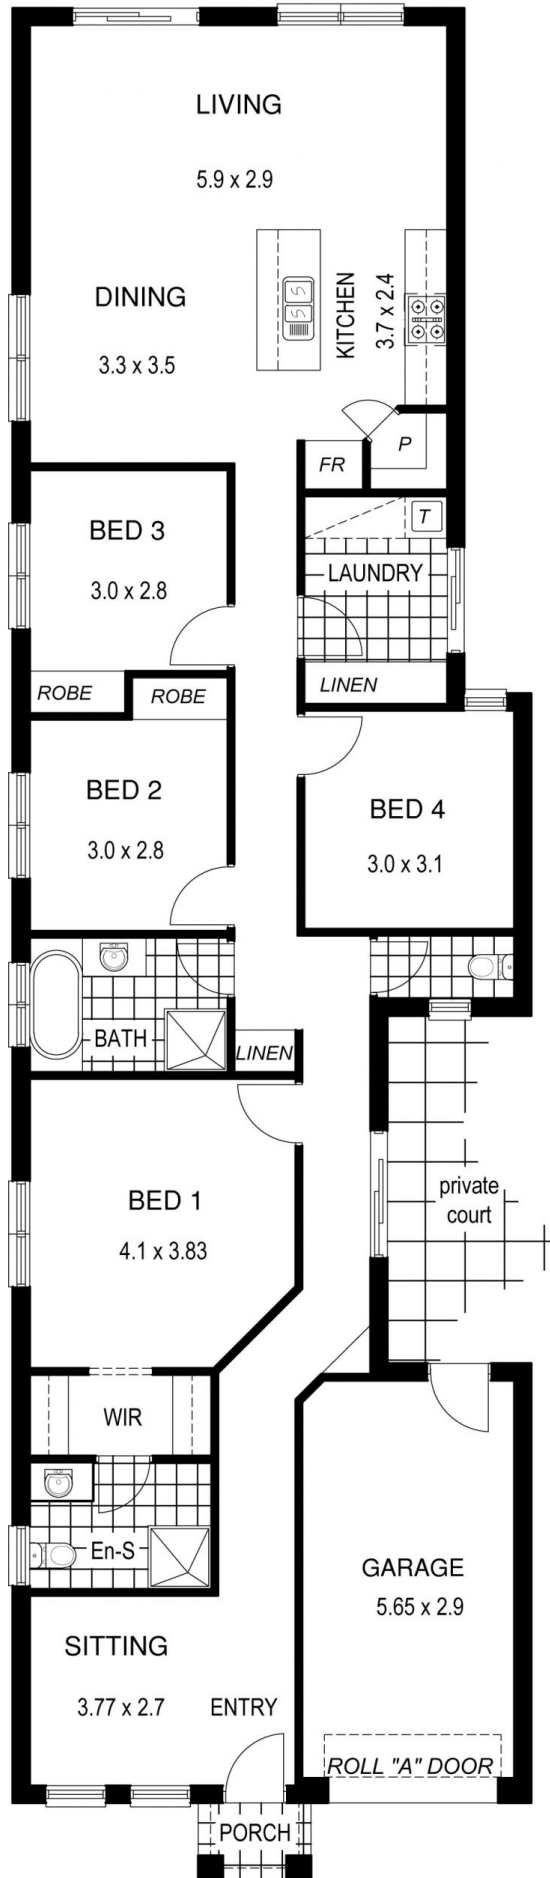 LIVING
5.9 x 2.9
DINING
3.3 x 3.5
KITCHEN
3.7 x 2.4
P
FR
BED 3
3.0 x 2.8
T
LAUNDRY
ROBE
ROBE
LINEN
BED 2
3.0 x 2.8
BED 4
3.0 x 3.1
BATH
LINEN
private
court
BED 1
4.1 x 3.83
WIR
En-S
GARAGE
5.65 x 2.9
SITTING
3.77 x 2.7
ENTRY
ROLL "A" DOOR
PORCH